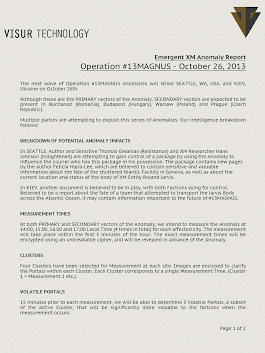 VISUR TECHNOLOGY
Emergent XM Anomaly Report
Operation #13MAGNUS - October 26, 2013
The next wave of Operation #13MAGNUS Anomalies will strike SEATTLE, WA, USA, and KIEV,
Ukraine on October 26th.
Although these are the PRIMARY vectors of the Anomaly, SECONDARY vectors are expected to be
present in Bucharest (Romania), Budapest (Hungary), Warsaw (Poland) and Prague (Czech
Republic).
Multiple parties are attempting to exploit this series of Anomalies. Our intelligence breakdown
follows:
BREAKDOWN OF POTENTIAL ANOMALY IMPACTS
In SEATTLE, Author and Sensitive Thomas Greanias (Resistance) and XM Researcher Hank
Johnson (Enlightened) are attempting to gain control of a package by using the Anomaly to
influence the courier who has this package in his possession. The package contains new pages
by the author Felicia Hajra-Lee, which are believed to contain sensitive and valuable
information about the fate of the shuttered Mantic Facility in Geneva, as well as about the
current location and status of the body of XM Entity Roland Jarvis.
In KIEV, another document is believed to be in play, with both Factions vying for control.
Believed to be a report about the fate of a team that attempted to transport the Jarvis Body
across the Atlantic Ocean, it may contain information important to the future of #13MAGNUS.
MEASUREMENT TIMES
At both PRIMARY and SECONDARY vectors of the Anomaly, we intend to measure the Anomaly at
14:00, 15:00, 16:00 and 17:00 Local Time (4 times in total) for each affected city. The measurement
will take place within the first 5 minutes of the hour. The exact measurement times will be
encrypted using an unbreakable cipher, and will be revealed in advance of the Anomaly.
CLUSTERS
Four Clusters have been selected for Measurement at each site. Images are enclosed to clarify
the Portals within each Cluster. Each Cluster corresponds to a single Measurement Time. (Cluster
1 = Measurement 1 etc.).
VOLATILE PORTALS
15 minutes prior to each measurement, we will be able to determine 5 Volatile Portals, a subset
of the active Cluster, that will be significantly more valuable to the factions when the
measurement occurs.
Page 1 of 2